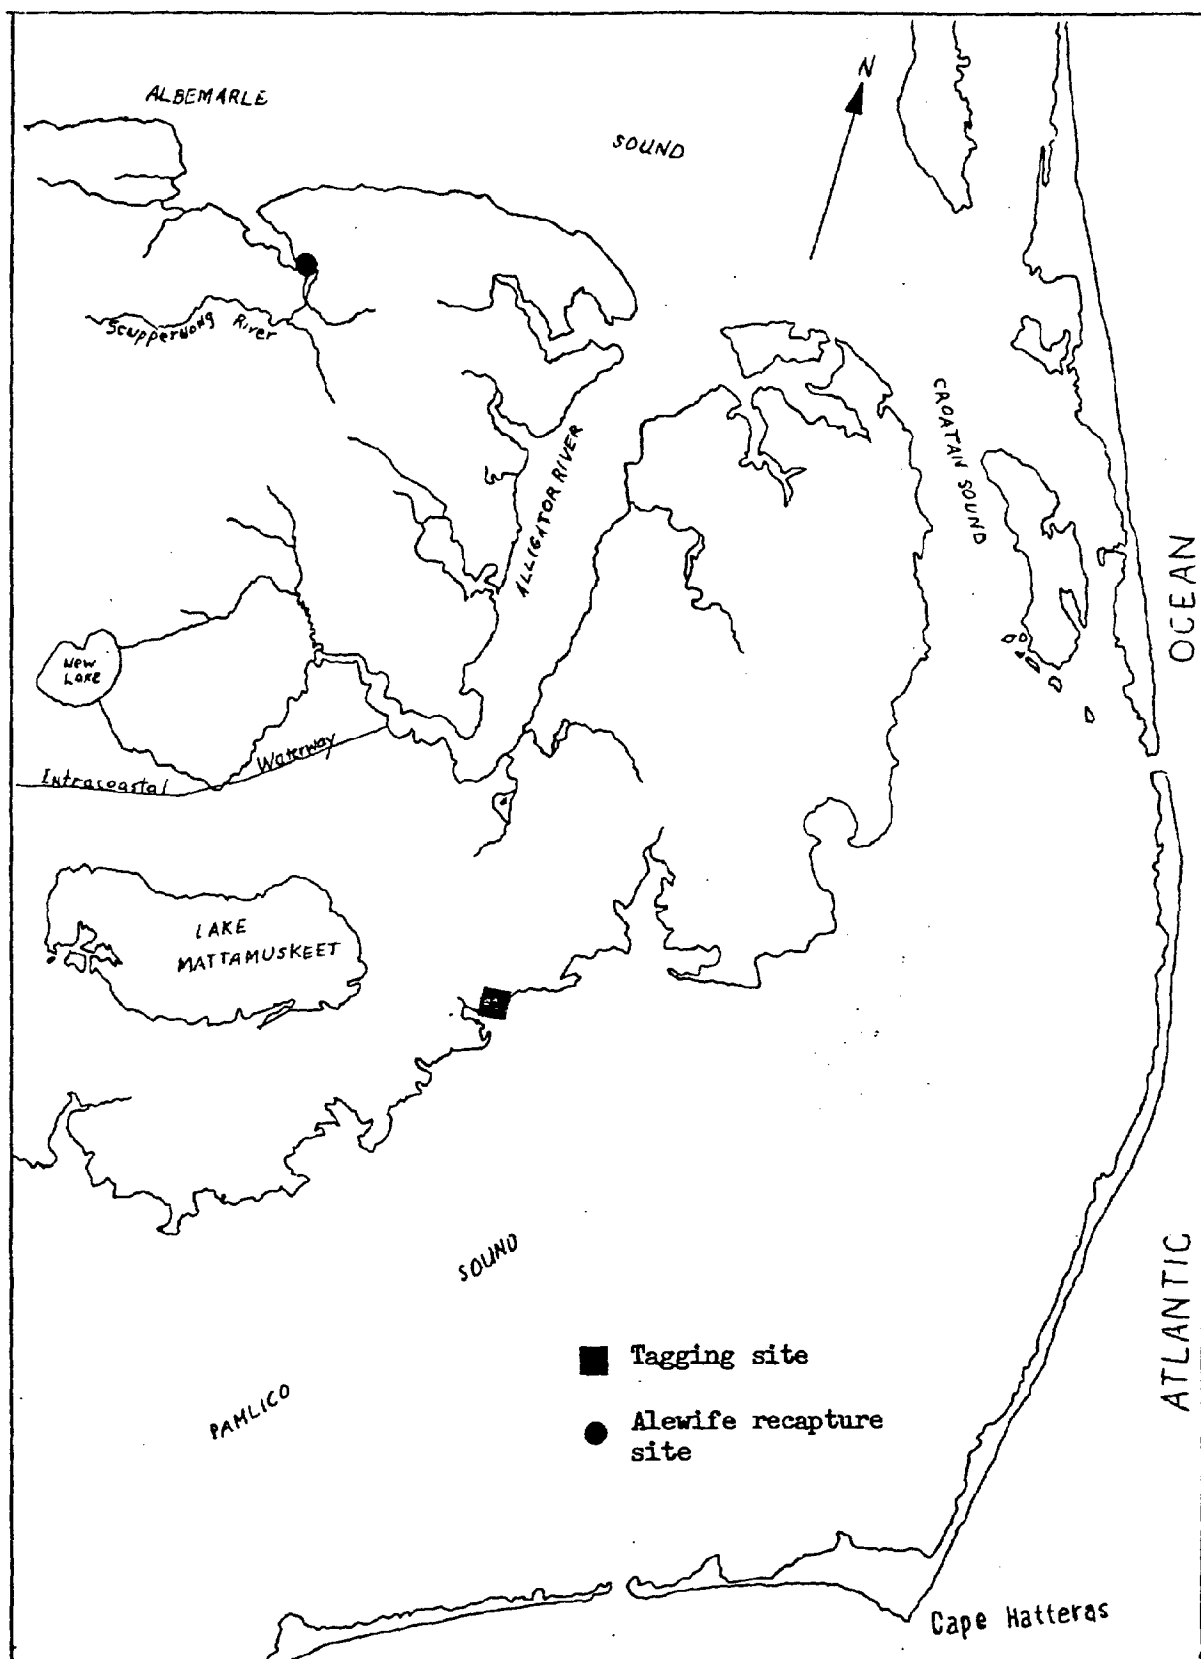 N
ALBEMARLE
SOUND
Scuppernong River
CROATAN SOUND
ALLIGATOR RIVER
OCEAN
NEW
LAKE
Waterway
Intracoastal
LAKE
MATTAMUSKEET
SOUND
ATLANTIC
Tagging site
PAMLICO
Alewife recapture
site
Cape Hatteras